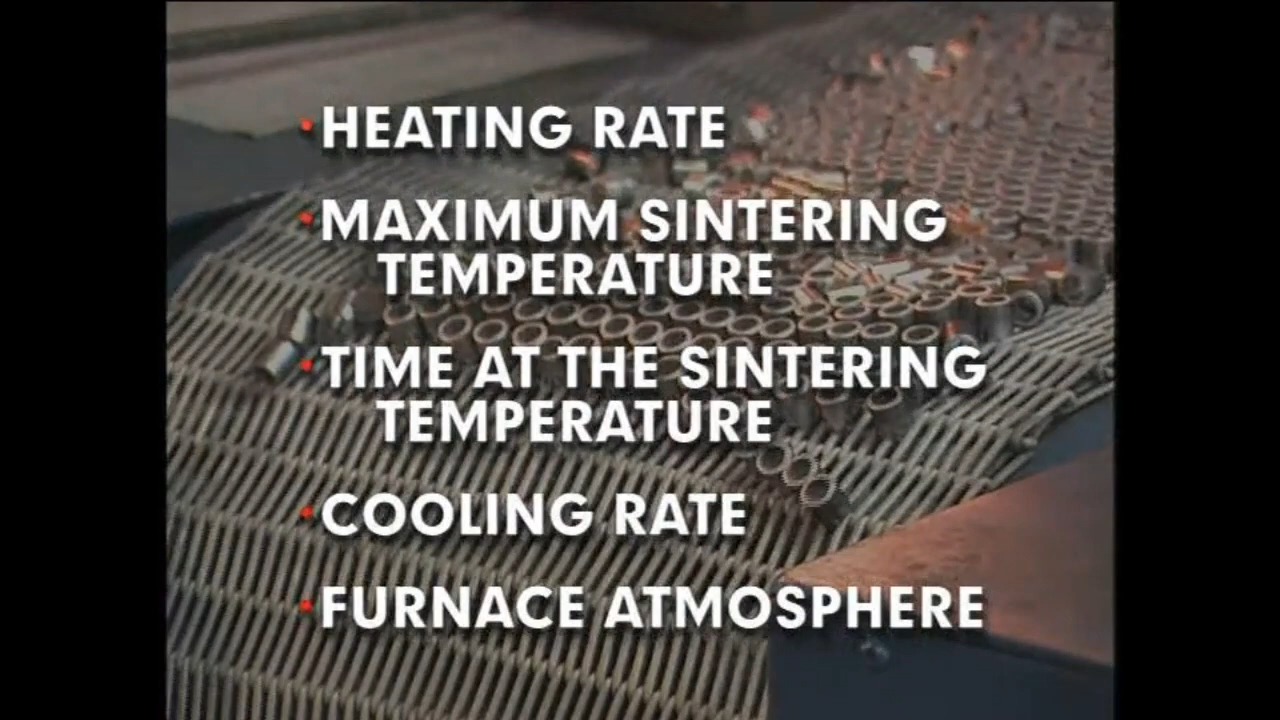 •HEATING RATE
•MAXIMUM SINTERING
TEMPERATURE
•TIME AT THE SINTERING
TEMPERATURE
•COOLING RATE
•FURNACE ATMOSPHERE